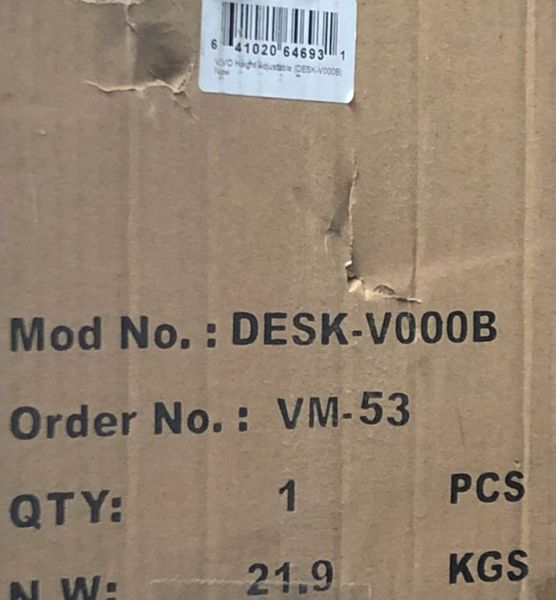 6 41020 64693 1
VIVO Height Adjustable (DESK-V000B)
New
Mod No. : DESK-V000B
Order No. : VM-53
QTY: 1 PCS
N.W: 21.9 KGS